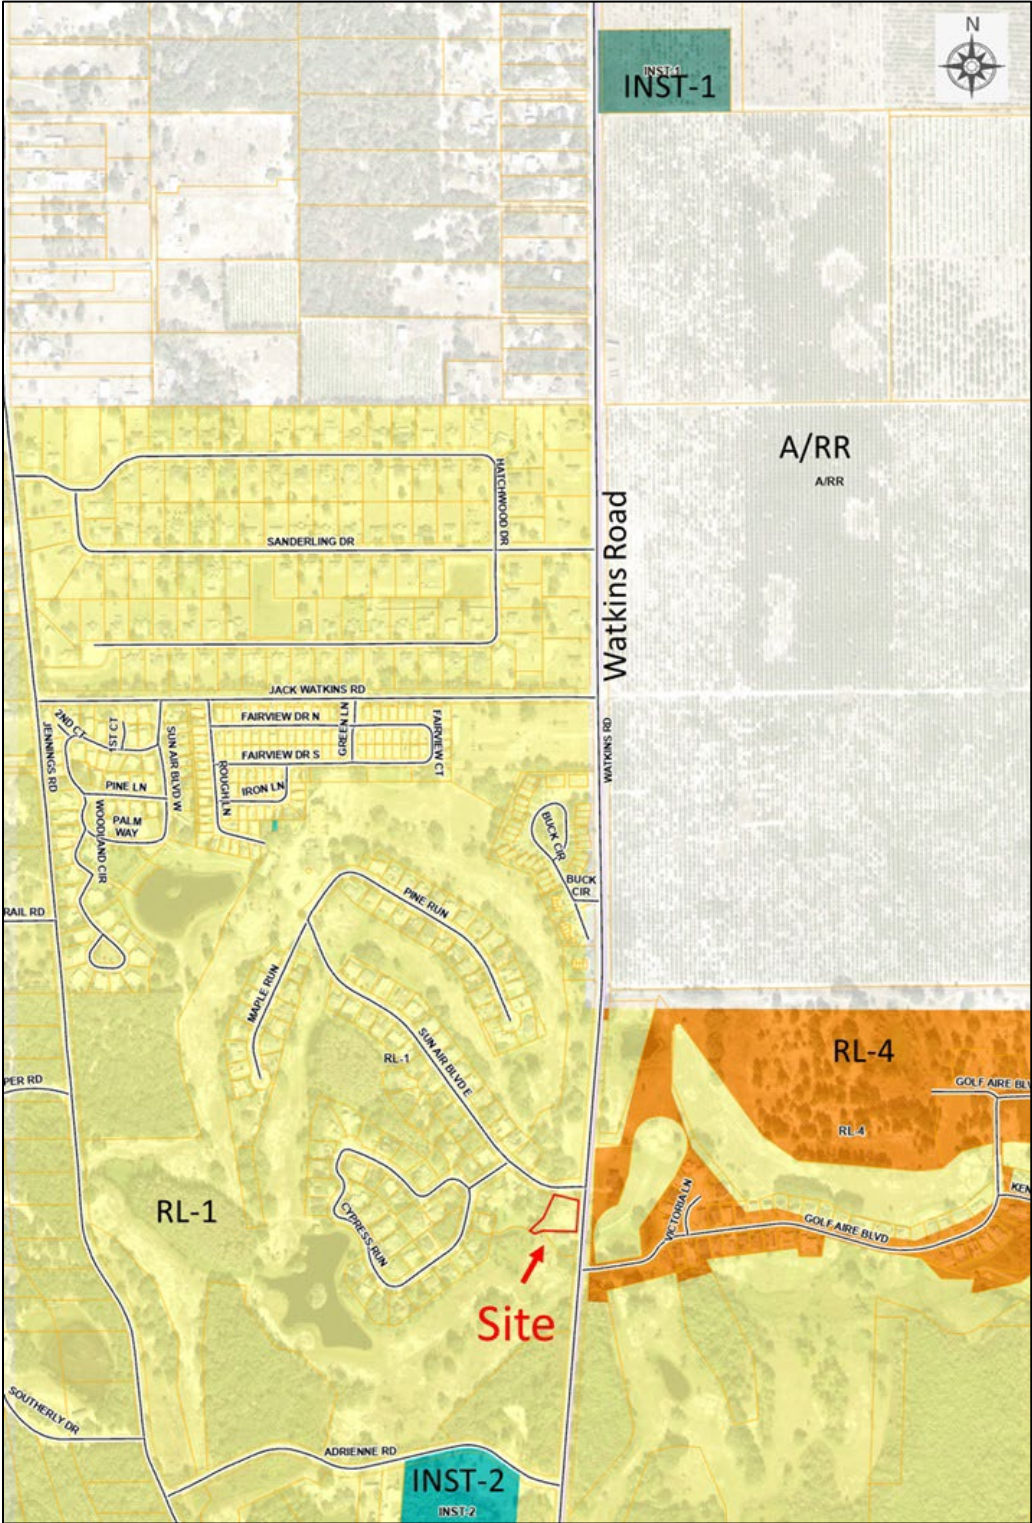 N
INST-1
INST-1
A/RR
A/RR
HATCHWOOD DR
Watkins Road
SANDERLING DR
JACK WATKINS RD
2ND CT
1ST CT
SUN AIR BLVD W
FAIRVIEW DR N
GREEN LN
FAIRVIEW CT
JENNINGS RD
FAIRVIEW DR S
WATKINS RD
ROUGH LN
PINE LN
IRON LN
WOODLAND CIR
PALM
WAY
BUCK CIR
BUCK
CIR
PINE RUN
RAIL RD
MAPLE RUN
SUN AIR BLVD E
RL-1
RL-4
PER RD
GOLF AIRE BLV
RL-4
RL-1
CYPRESS RUN
VICTORIA LN
KEN
GOLF AIRE BLVD
Site
SOUTHERLY DR
ADRIENNE RD
INST-2
INST-2